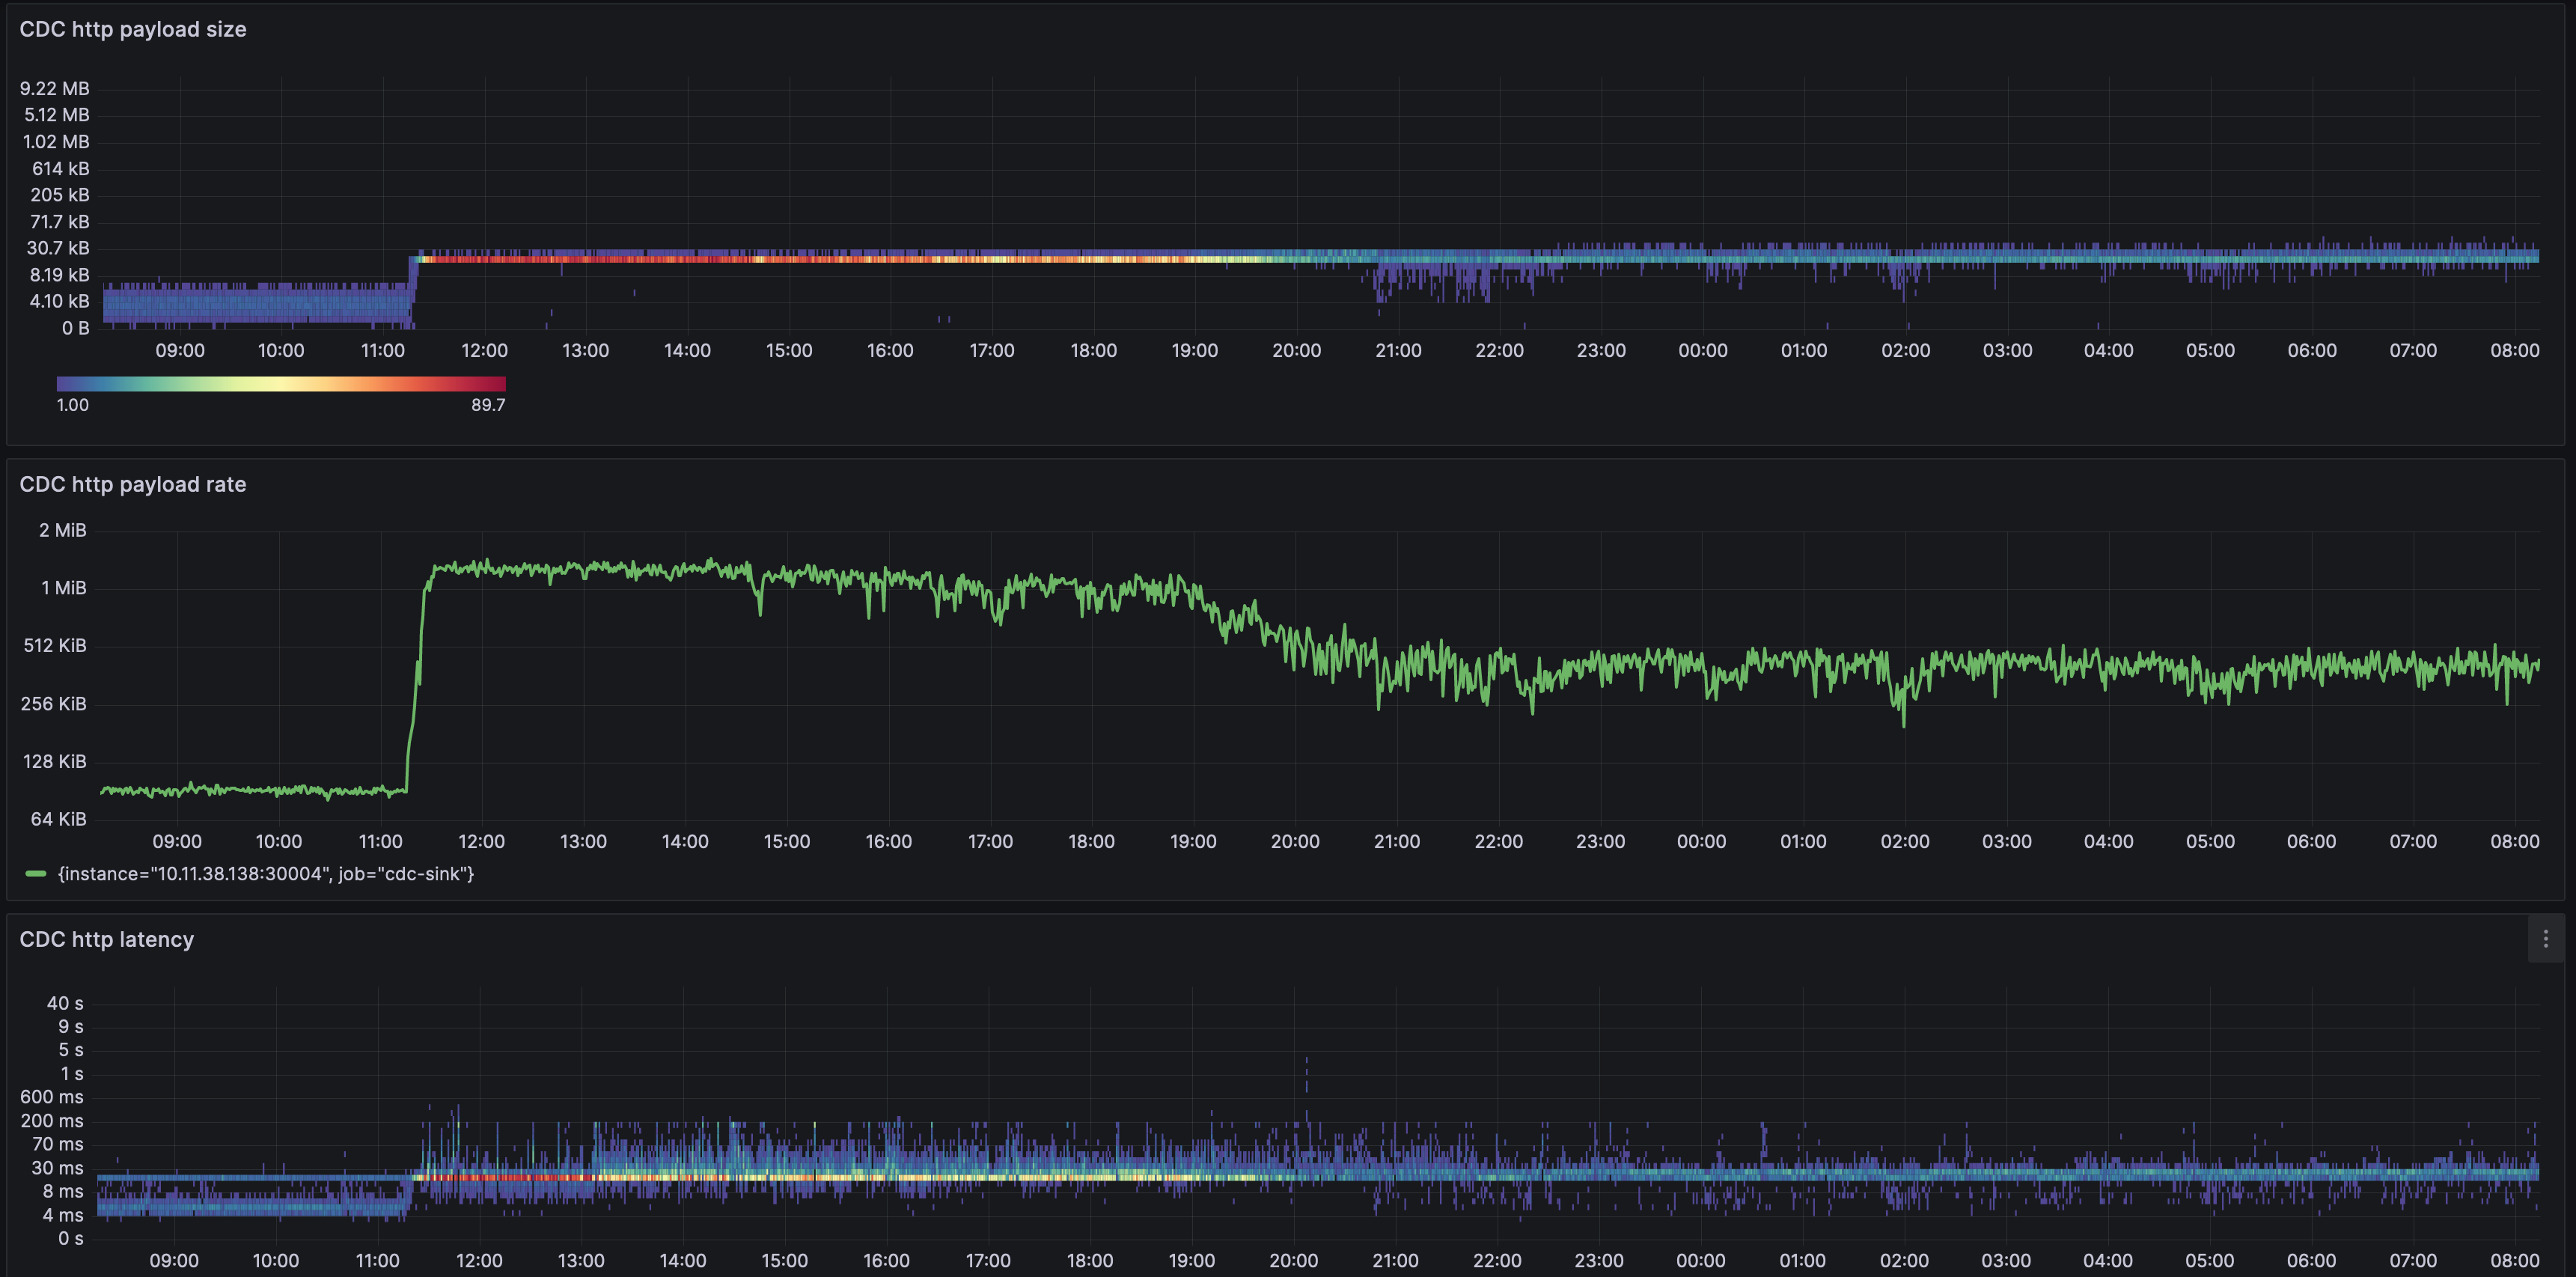 CDC http payload size
9.22 MB
5.12 MB
1.02 MB
614 kB
205 kB
71.7 kB
30.7 kB
8.19 kB
4.10 kB
0 B
09:00 10:00 11:00 12:00 13:00 14:00 15:00 16:00 17:00 18:00 19:00 20:00 21:00 22:00 23:00 00:00 01:00 02:00 03:00 04:00 05:00 06:00 07:00 08:00
1.00 89.7
CDC http payload rate
2 MiB
1 MiB
512 KiB
256 KiB
128 KiB
64 KiB
09:00 10:00 11:00 12:00 13:00 14:00 15:00 16:00 17:00 18:00 19:00 20:00 21:00 22:00 23:00 00:00 01:00 02:00 03:00 04:00 05:00 06:00 07:00 08:00
{instance="10.11.38.138:30004", job="cdc-sink"}
CDC http latency
40 s
9 s
5 s
1 s
600 ms
200 ms
70 ms
30 ms
8 ms
4 ms
0 s
09:00 10:00 11:00 12:00 13:00 14:00 15:00 16:00 17:00 18:00 19:00 20:00 21:00 22:00 23:00 00:00 01:00 02:00 03:00 04:00 05:00 06:00 07:00 08:00